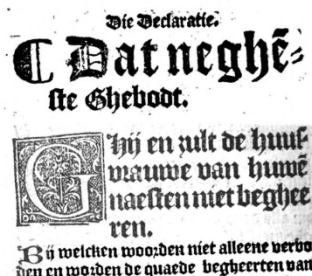 Die Declaratie.
☾ Dat neghē⸗
ste Ghebodt.
GHij en zult de huus⸗
vrauwe van huwē
naesten niet beghee
ren.
Bij welcken woorden niet alleene verbo
den en worden de quaede begheerten van